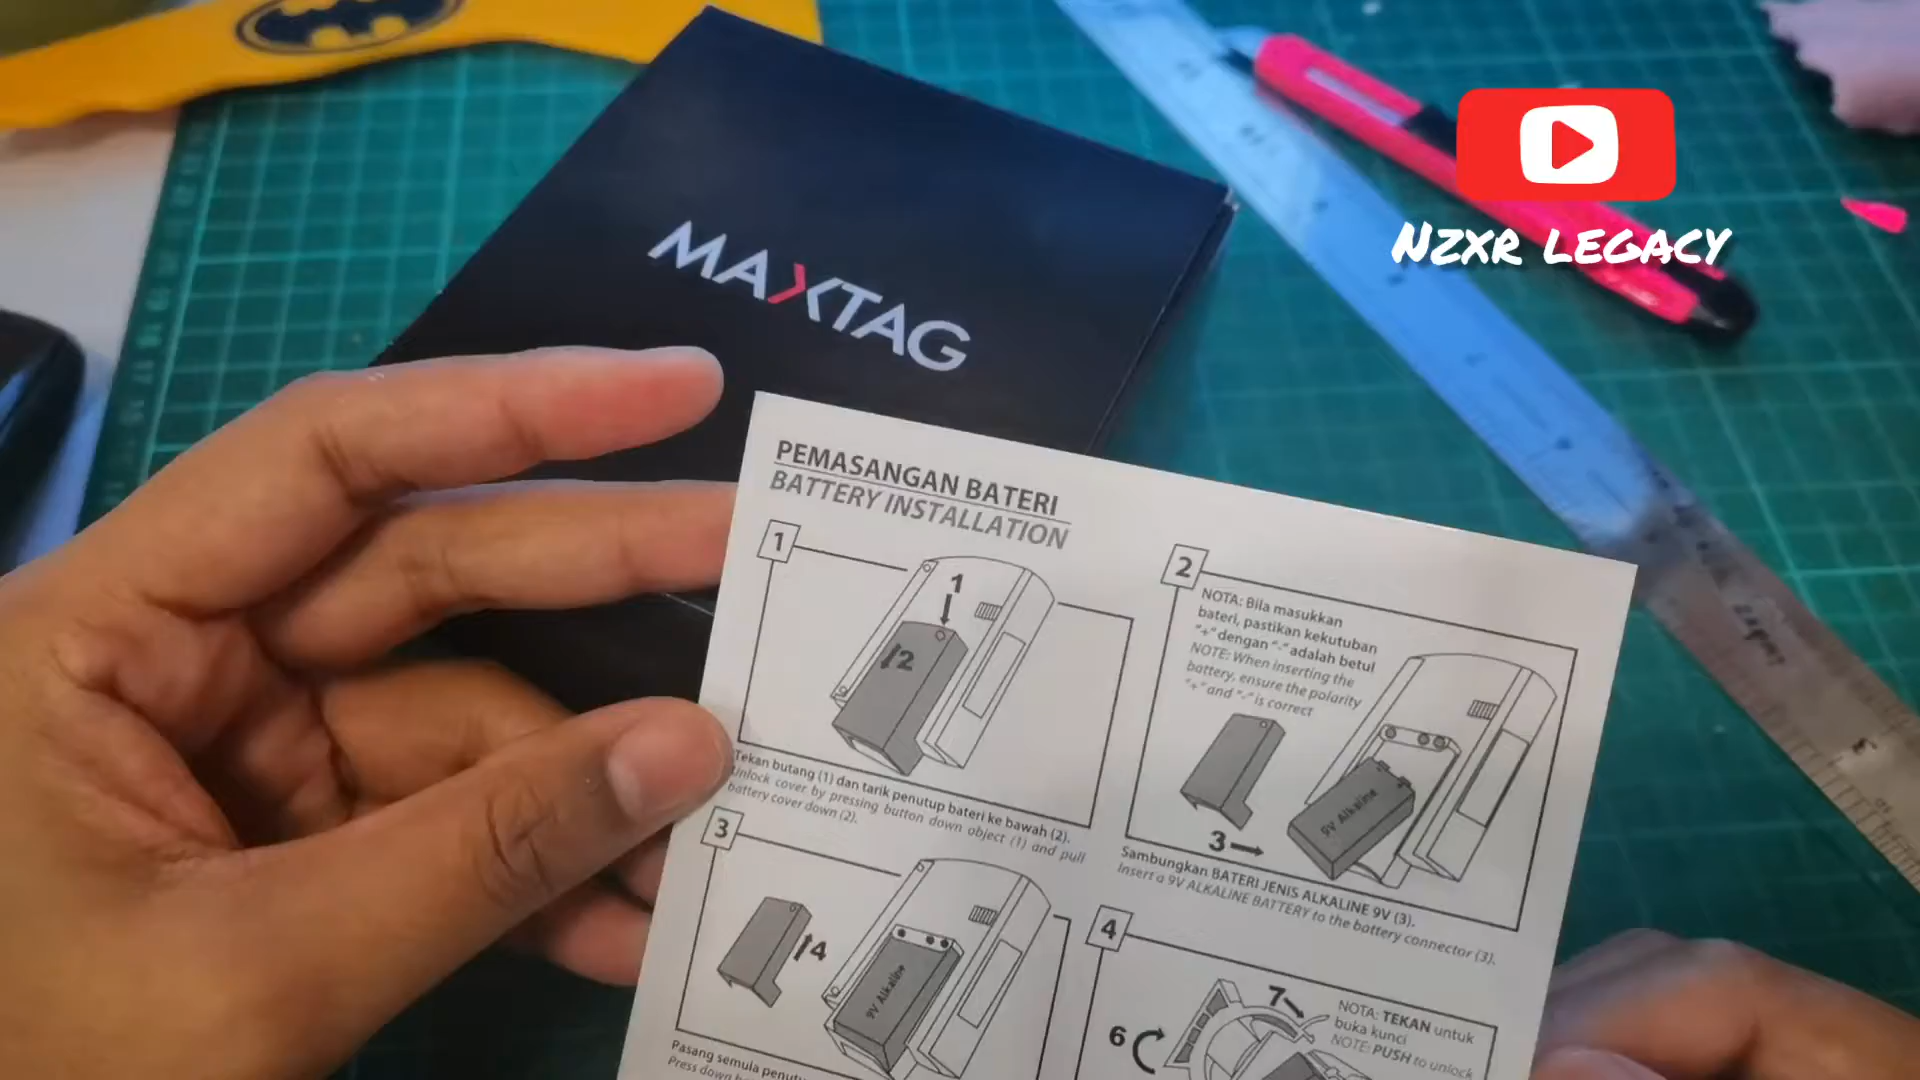 MAXTAG
NZXR LEGACY
PEMASANGAN BATERI
BATTERY INSTALLATION
1
1
2
Tekan butang (1) dan tarik penutup bateri ke bawah (2).
Unlock cover by pressing button down object (1) and pull
battery cover down (2).
2
NOTA: Bila masukkan
bateri, pastikan kekutuban
"+" dengan "-" adalah betul
NOTE: When inserting the
battery, ensure the polarity
"+" and "-" is correct
9V Alkaline
3
Sambungkan BATERI JENIS ALKALINE 9V (3).
Insert a 9V ALKALINE BATTERY to the battery connector (3).
3
4
9V Alkaline
Pasang semula
Press down
4
6
7
NOTA: TEKAN untuk
buka kunci
NOTE: PUSH to unlock